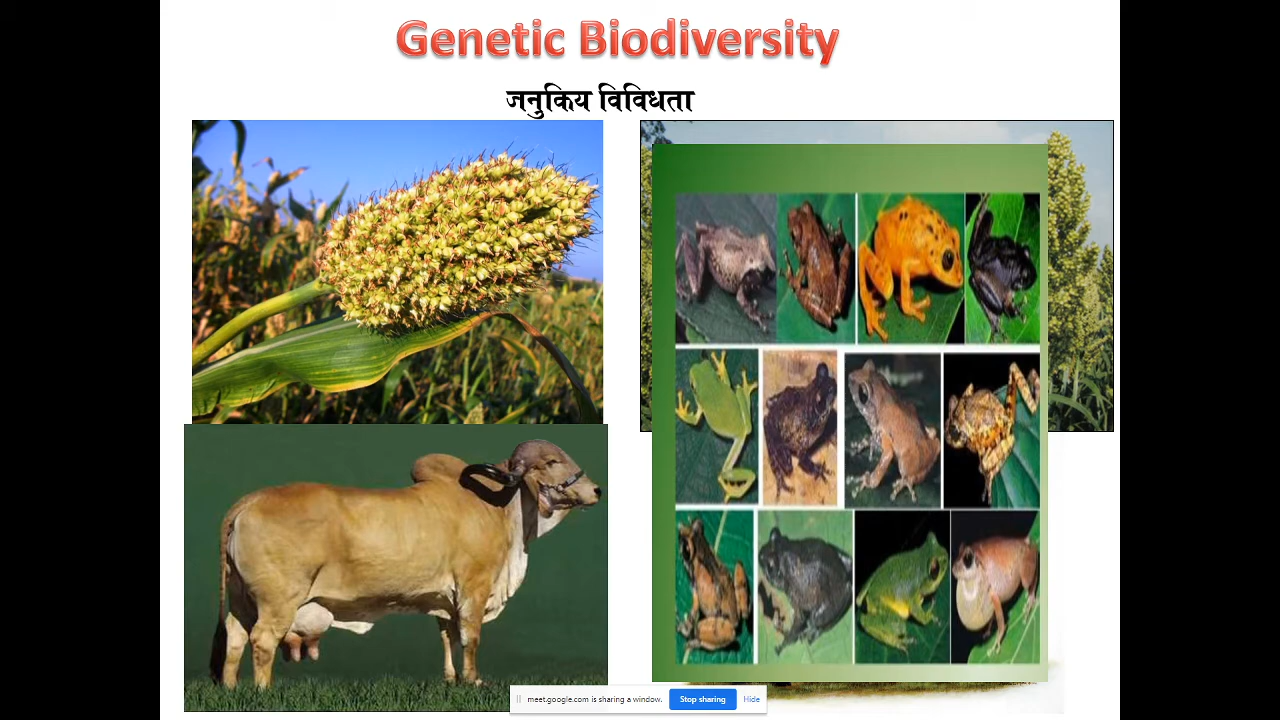 Genetic Biodiversity
जनुकिय विविधता
meet.google.com is sharing a window. Stop sharing Hide